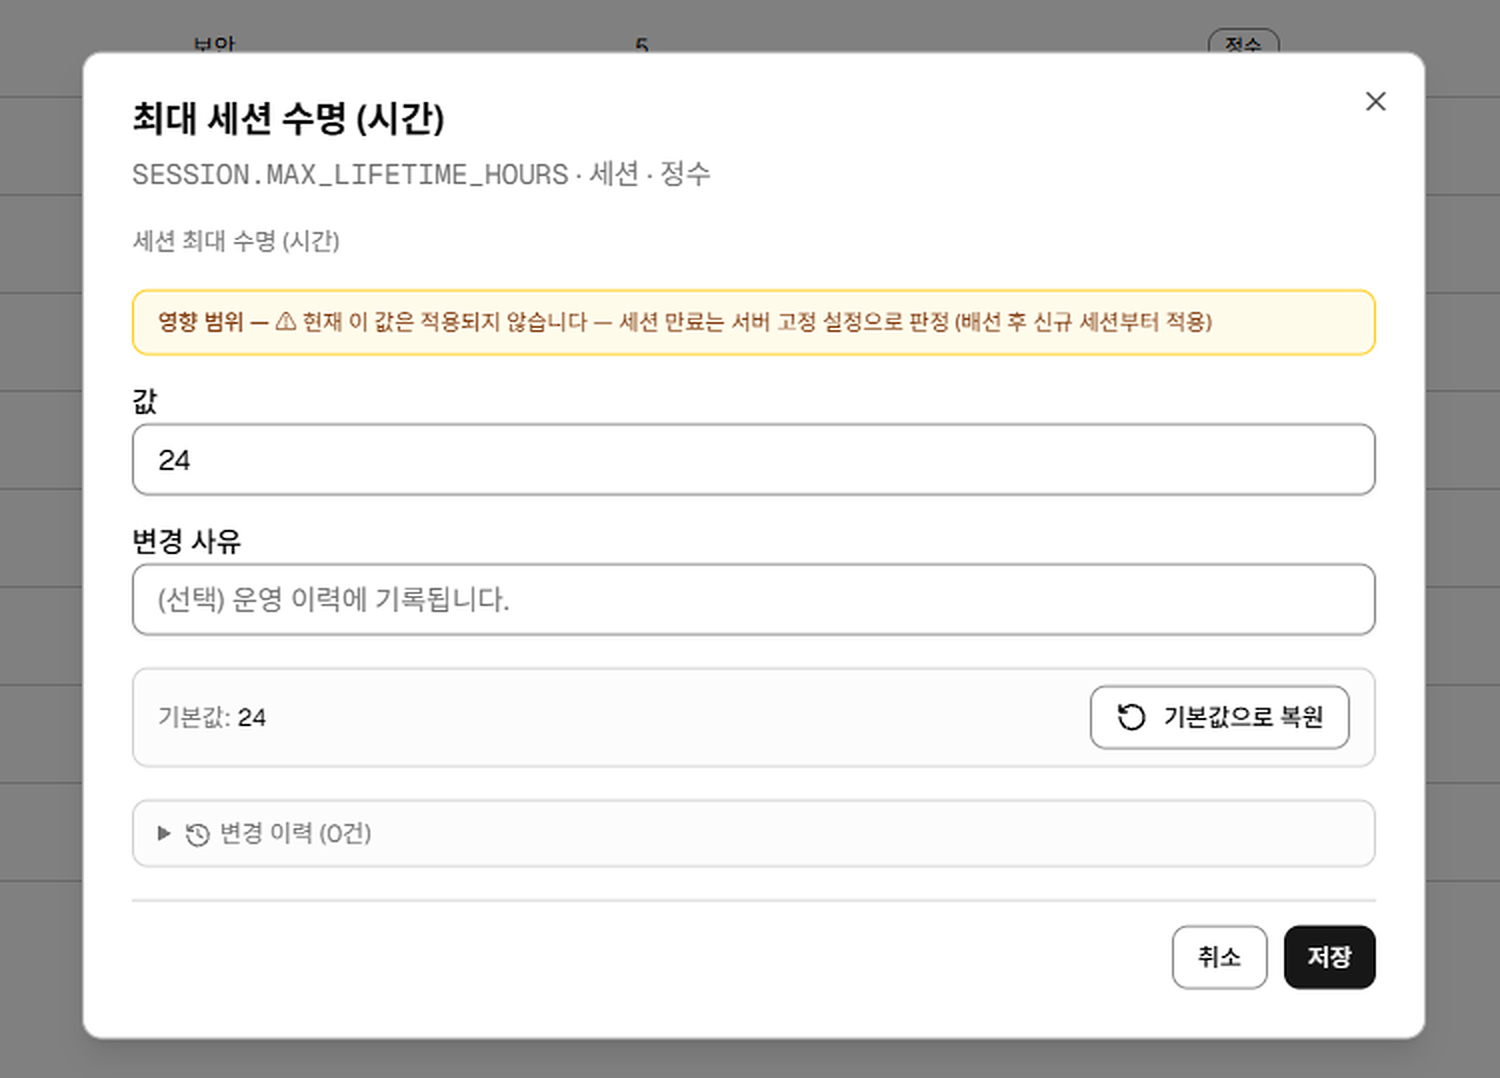 보안 5 정수
최대 세션 수명 (시간)
SESSION.MAX_LIFETIME_HOURS · 세션 · 정수
세션 최대 수명 (시간)
영향 범위 — ⚠ 현재 이 값은 적용되지 않습니다 — 세션 만료는 서버 고정 설정으로 판정 (배선 후 신규 세션부터 적용)
값
24
변경 사유
(선택) 운영 이력에 기록됩니다.
기본값: 24 기본값으로 복원
변경 이력 (0건)
취소 저장